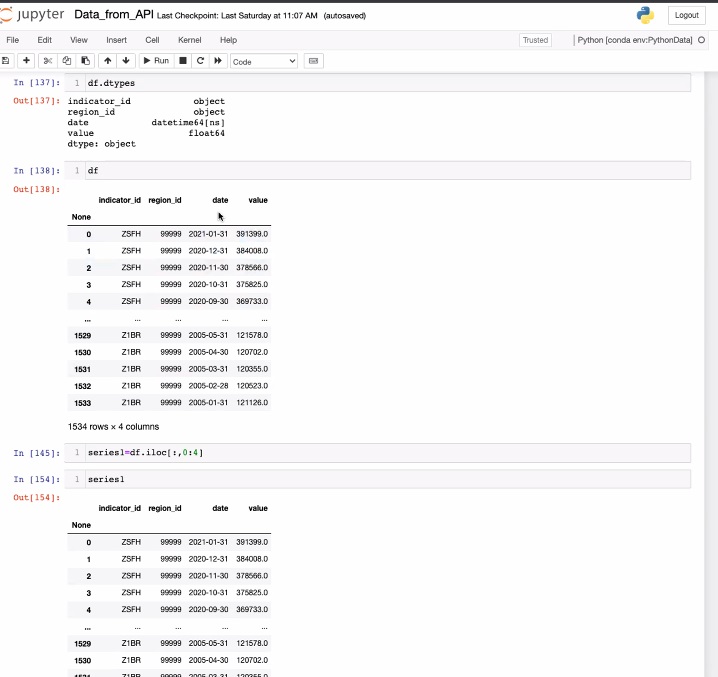 jupyter Data_from_API Last Checkpoint: Last Saturday at 11:07 AM (autosaved) Logout
File Edit View Insert Cell Kernel Help Trusted Python [conda env:PythonData]
Run Code
In [137]: 1 df.dtypes
Out[137]: indicator_id object
region_id object
date datetime64[ns]
value float64
dtype: object
In [138]: 1 df
Out[138]:
indicator_id region_id date value
None
0 ZSFH 99999 2021-01-31 391399.0
1 ZSFH 99999 2020-12-31 384008.0
2 ZSFH 99999 2020-11-30 378566.0
3 ZSFH 99999 2020-10-31 375825.0
4 ZSFH 99999 2020-09-30 369733.0
... ... ... ... ...
1529 Z1BR 99999 2005-05-31 121578.0
1530 Z1BR 99999 2005-04-30 120702.0
1531 Z1BR 99999 2005-03-31 120355.0
1532 Z1BR 99999 2005-02-28 120523.0
1533 Z1BR 99999 2005-01-31 121126.0
1534 rows × 4 columns
In [145]: 1 series1=df.iloc[:,0:4]
In [154]: 1 series1
Out[154]:
indicator_id region_id date value
None
0 ZSFH 99999 2021-01-31 391399.0
1 ZSFH 99999 2020-12-31 384008.0
2 ZSFH 99999 2020-11-30 378566.0
3 ZSFH 99999 2020-10-31 375825.0
4 ZSFH 99999 2020-09-30 369733.0
... ... ... ... ...
1529 Z1BR 99999 2005-05-31 121578.0
1530 Z1BR 99999 2005-04-30 120702.0
1531 Z1BR 99999 2005-03-31 120355.0